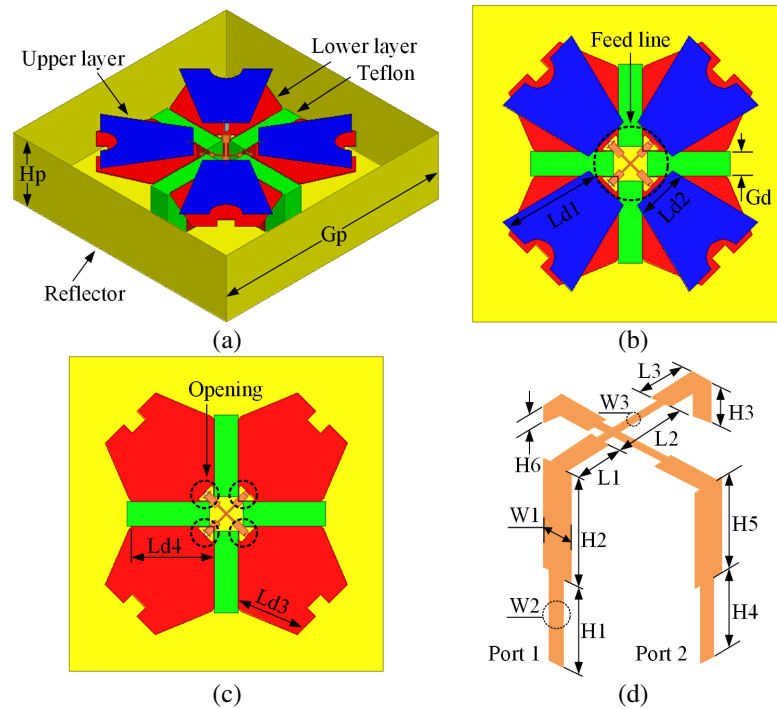 Upper layer
Lower layer
Teflon
Hp
Gp
Reflector
(a)
Feed line
Ld1
Ld2
Gd
(b)
Opening
Ld4
Ld3
(c)
L3
W3
H3
H6
L2
L1
W1
H2
H5
W2
H1
H4
Port 1
Port 2
(d)